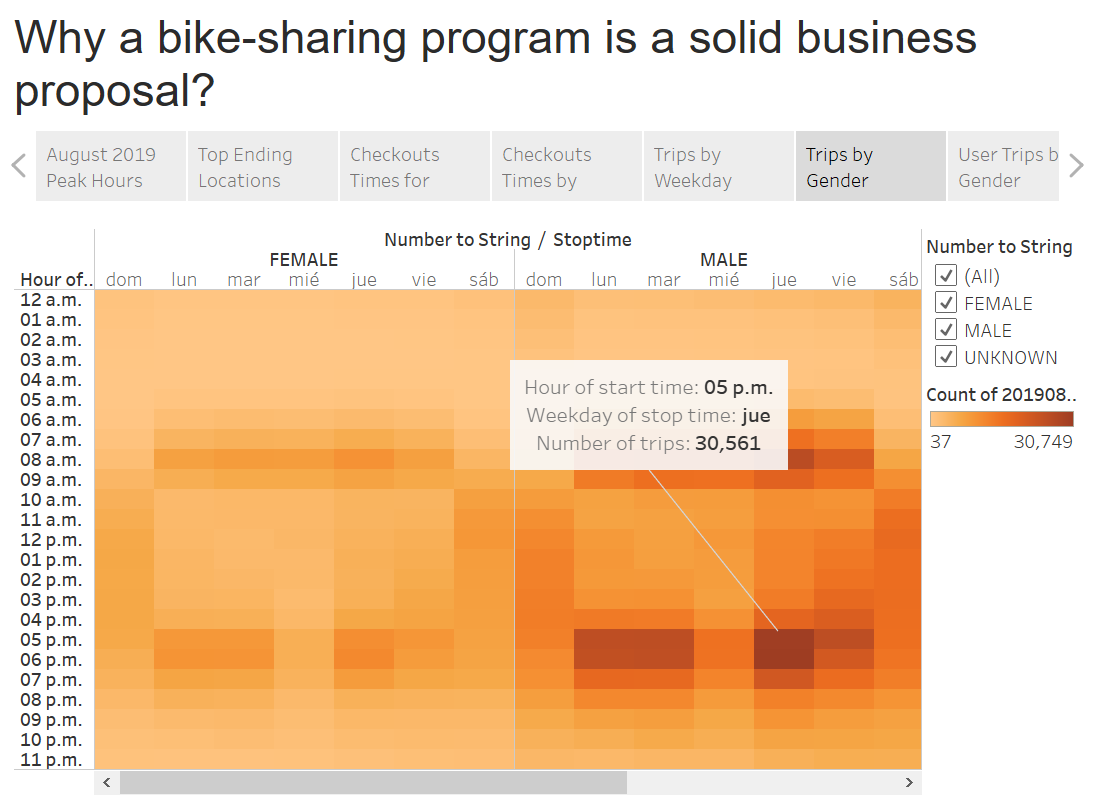 Why a bike-sharing program is a solid business
proposal?
August 2019
Peak Hours
Top Ending
Locations
Checkouts
Times for
Checkouts
Times by
Trips by
Weekday
Trips by
Gender
User Trips b
Gender
Number to String / Stoptime
FEMALE MALE
Hour of.. dom lun mar mié jue vie sáb dom lun mar mié jue vie sáb
12 a.m.
01 a.m.
02 a.m.
03 a.m.
04 a.m.
05 a.m.
06 a.m.
07 a.m.
08 a.m.
09 a.m.
10 a.m.
11 a.m.
12 p.m.
01 p.m.
02 p.m.
03 p.m.
04 p.m.
05 p.m.
06 p.m.
07 p.m.
08 p.m.
09 p.m.
10 p.m.
11 p.m.
Hour of start time: 05 p.m.
Weekday of stop time: jue
Number of trips: 30,561
Number to String
(All)
FEMALE
MALE
UNKNOWN
Count of 201908..
37 30,749